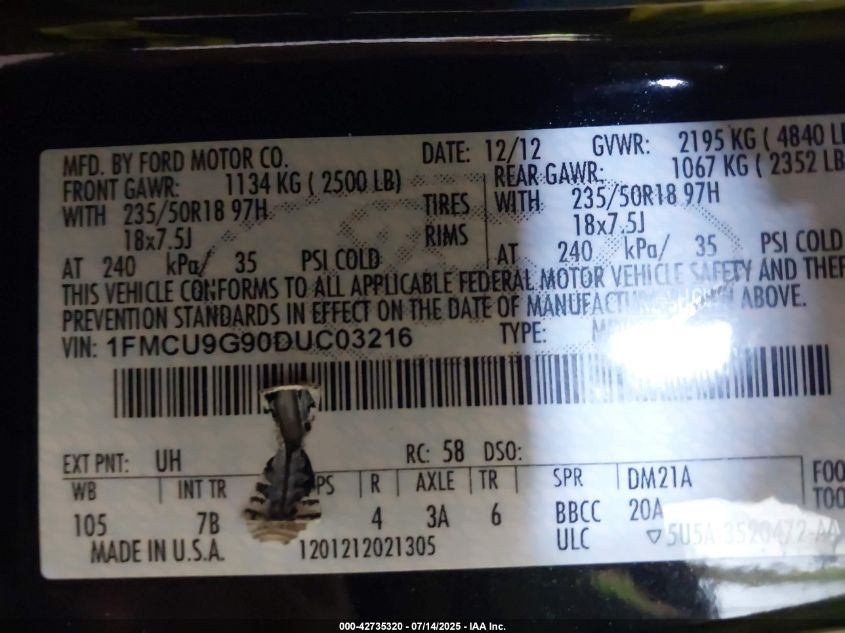 MFD. BY FORD MOTOR CO. DATE: 12/12 GVWR: 2195 KG ( 4840
FRONT GAWR: 1134 KG ( 2500 LB) REAR GAWR: 1067 KG ( 2352 LB
WITH 235/50R18 97H TIRES WITH 235/50R18 97H
18x7.5J RIMS 18x7.5J
AT 240 kPa/ 35 PSI COLD AT 240 kPa/ 35 PSI COLD
THIS VEHICLE CONFORMS TO ALL APPLICABLE FEDERAL MOTOR VEHICLE SAFETY AND THEF
PREVENTION STANDARDS IN EFFECT ON THE DATE OF MANUFACTURE SHOWN ABOVE.
VIN: 1FMCU9G90DUC03216 TYPE:
EXT PNT: UH RC: 58 DSO:
WB INT TR PS R AXLE TR SPR DM21A FOO
105 7B 4 3A 6 BBCC 20A TOO
MADE IN U.S.A. 1201212021305 ULC ▽5U5A-3520472-AA
000-42735320 - 07/14/2025 - IAA Inc.